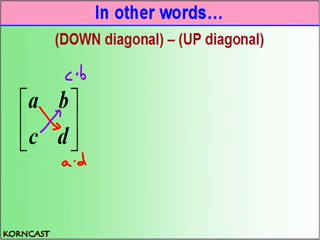 In other words…
(DOWN diagonal) – (UP diagonal)
c·b
a b
c d
a·d
KORNCAST